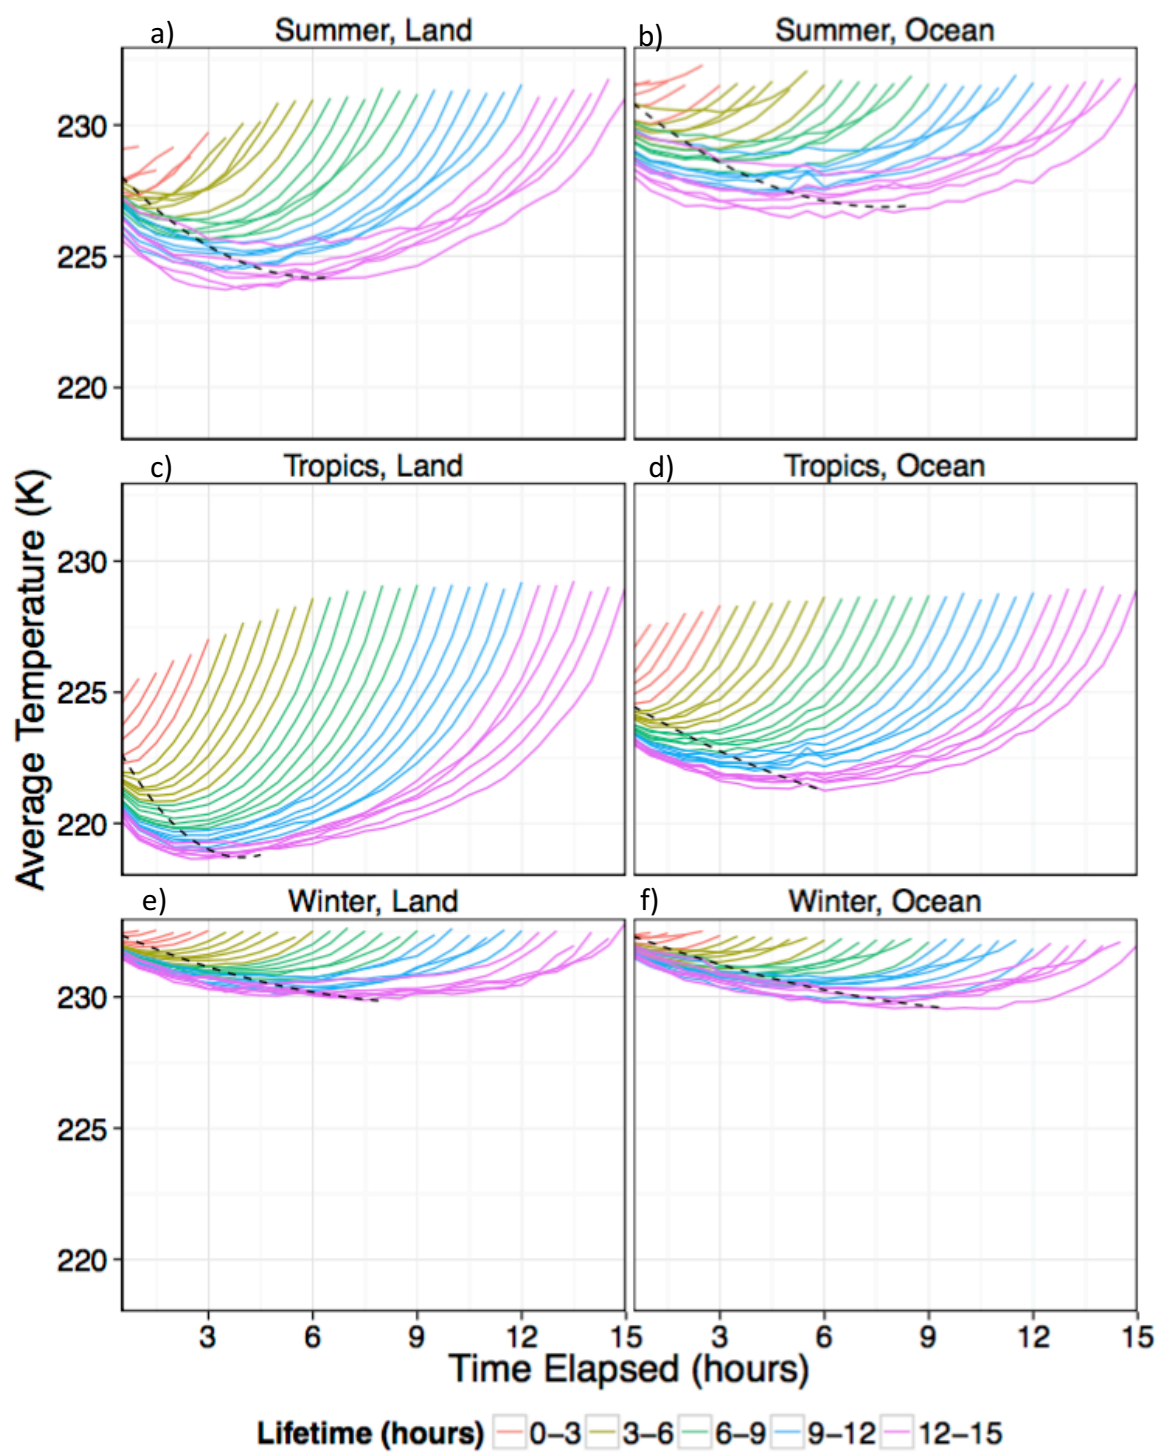 a) Summer, Land
b) Summer, Ocean
230
225
220
c) Tropics, Land
d) Tropics, Ocean
230
225
220
e) Winter, Land
f) Winter, Ocean
230
225
220
Average Temperature (K)
3 6 9 12 15 3 6 9 12 15
Time Elapsed (hours)
Lifetime (hours) 0–3 3–6 6–9 9–12 12–15